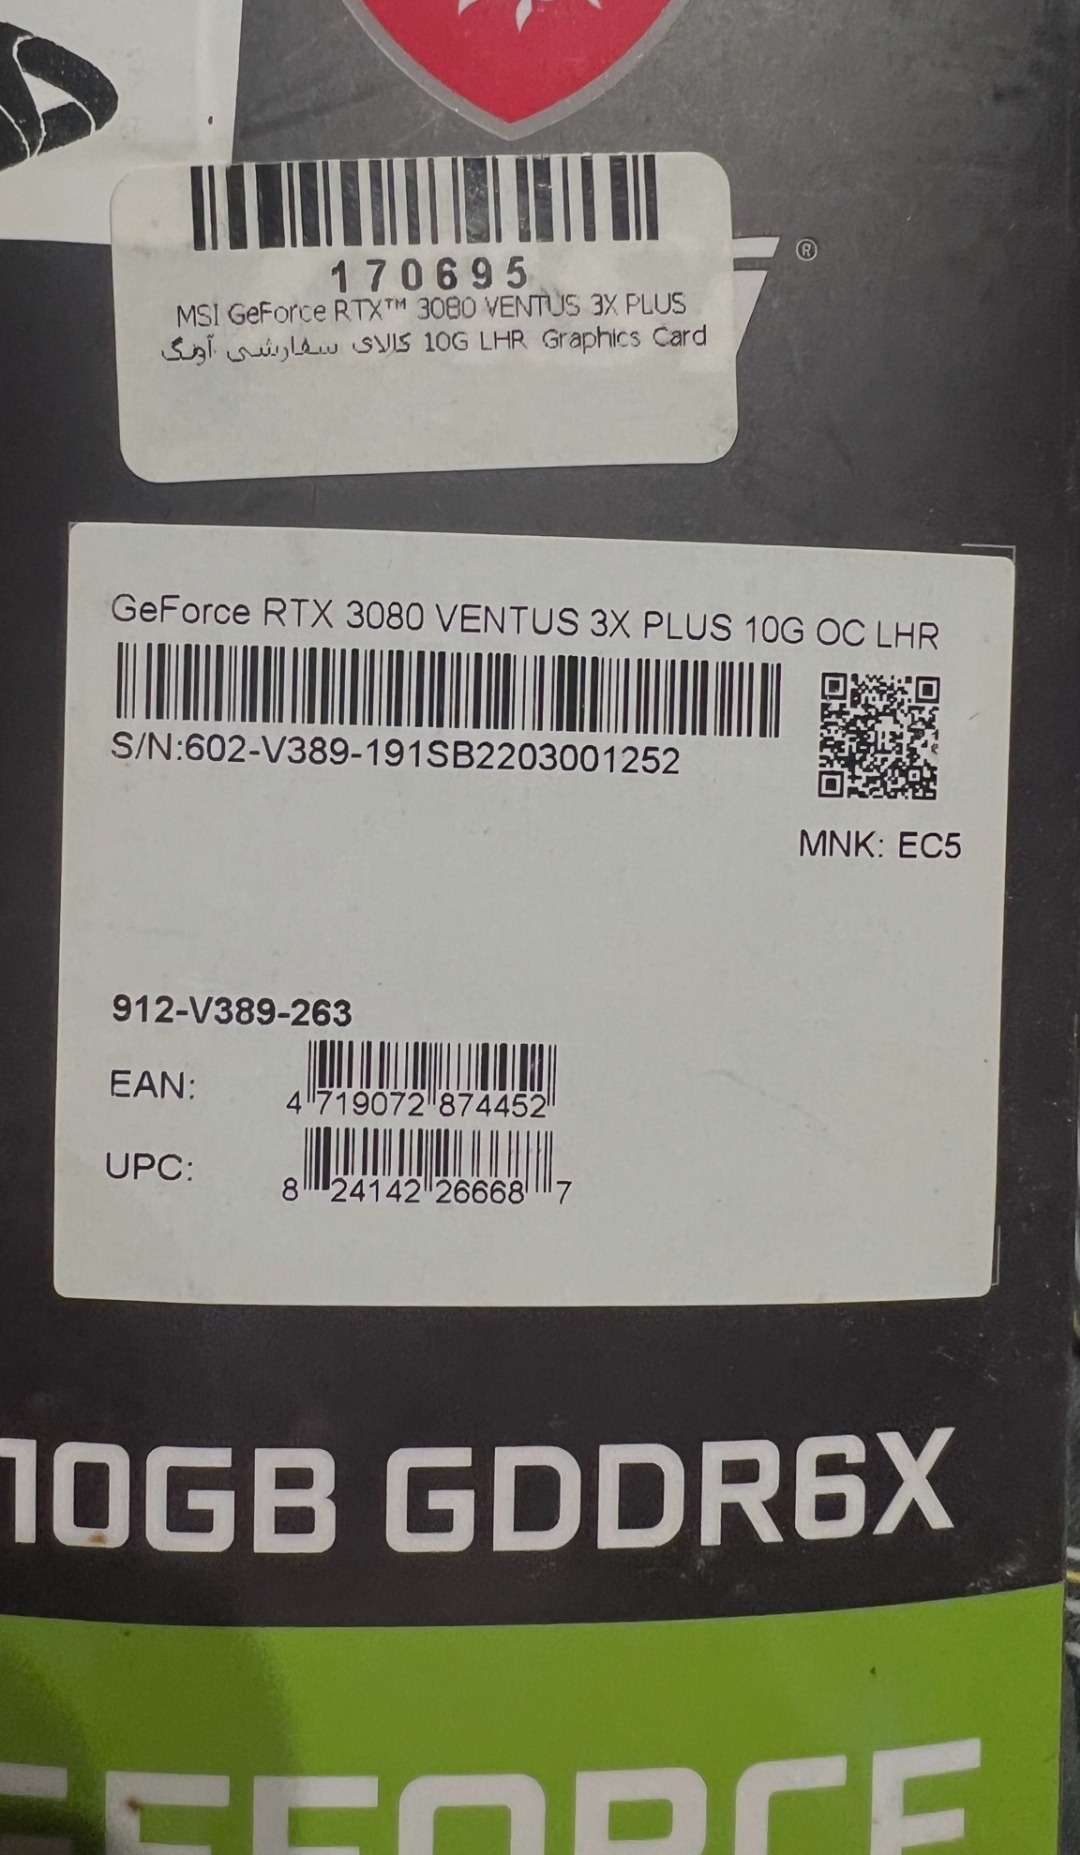 ®
170695
MSI GeForce RTX™ 3080 VENTUS 3X PLUS
10G LHR Graphics Card کالای سفارشی آونگ
GeForce RTX 3080 VENTUS 3X PLUS 10G OC LHR
S/N:602-V389-191SB2203001252
MNK: EC5
912-V389-263
EAN:
4 719072 874452
UPC:
8 24142 26668 7
10GB GDDR6X
GEFORCE